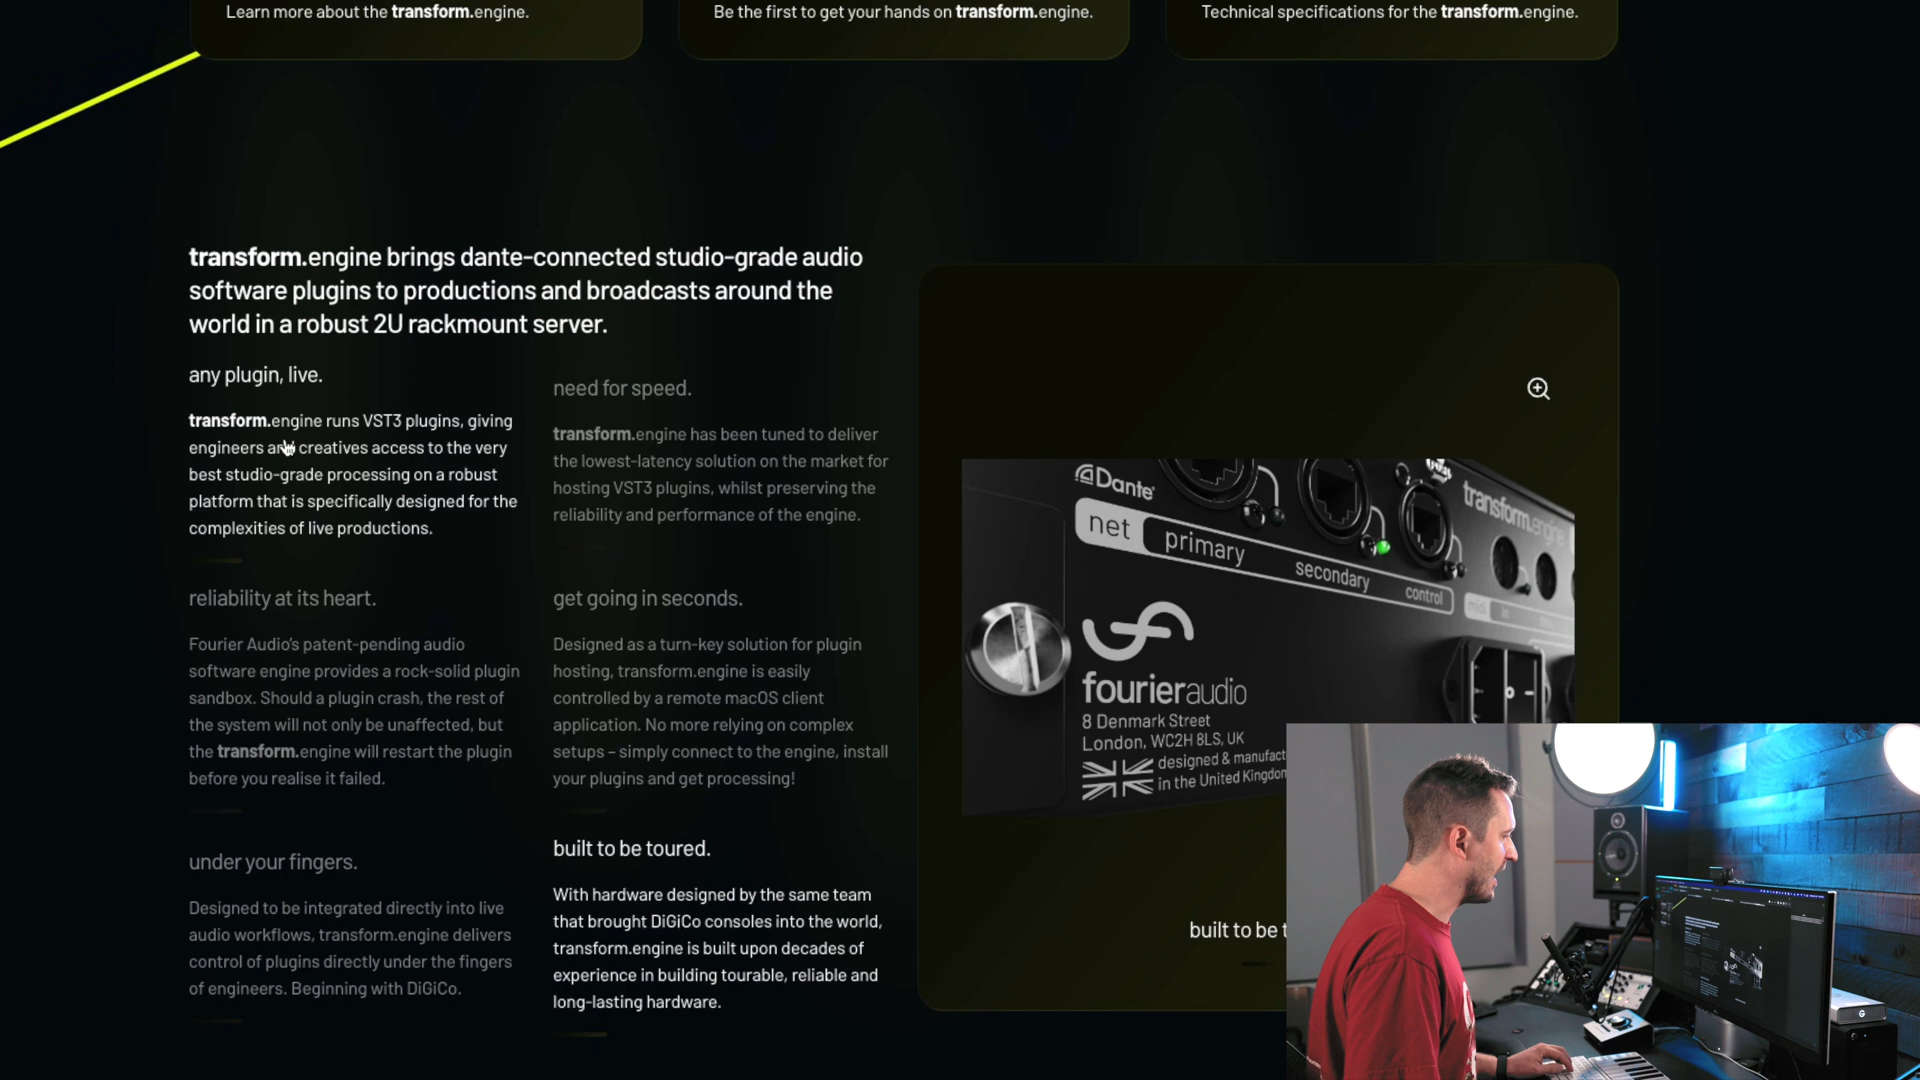 Learn more about the transform.engine.
Be the first to get your hands on transform.engine.
Technical specifications for the transform.engine.
transform.engine brings dante-connected studio-grade audio
software plugins to productions and broadcasts around the
world in a robust 2U rackmount server.
any plugin, live.
transform.engine runs VST3 plugins, giving
engineers and creatives access to the very
best studio-grade processing on a robust
platform that is specifically designed for the
complexities of live productions.
need for speed.
transform.engine has been tuned to deliver
the lowest-latency solution on the market for
hosting VST3 plugins, whilst preserving the
reliability and performance of the engine.
reliability at its heart.
Fourier Audio's patent-pending audio
software engine provides a rock-solid plugin
sandbox. Should a plugin crash, the rest of
the system will not only be unaffected, but
the transform.engine will restart the plugin
before you realise it failed.
get going in seconds.
Designed as a turn-key solution for plugin
hosting, transform.engine is easily
controlled by a remote macOS client
application. No more relying on complex
setups – simply connect to the engine, install
your plugins and get processing!
under your fingers.
Designed to be integrated directly into live
audio workflows, transform.engine delivers
control of plugins directly under the fingers
of engineers. Beginning with DiGiCo.
built to be toured.
With hardware designed by the same team
that brought DiGiCo consoles into the world,
transform.engine is built upon decades of
experience in building tourable, reliable and
long-lasting hardware.
Dante
transform.engine
net primary secondary control
in
fourieraudio
8 Denmark Street
London, WC2H 8LS, UK
designed & manufact
in the United Kingdom
built to be t